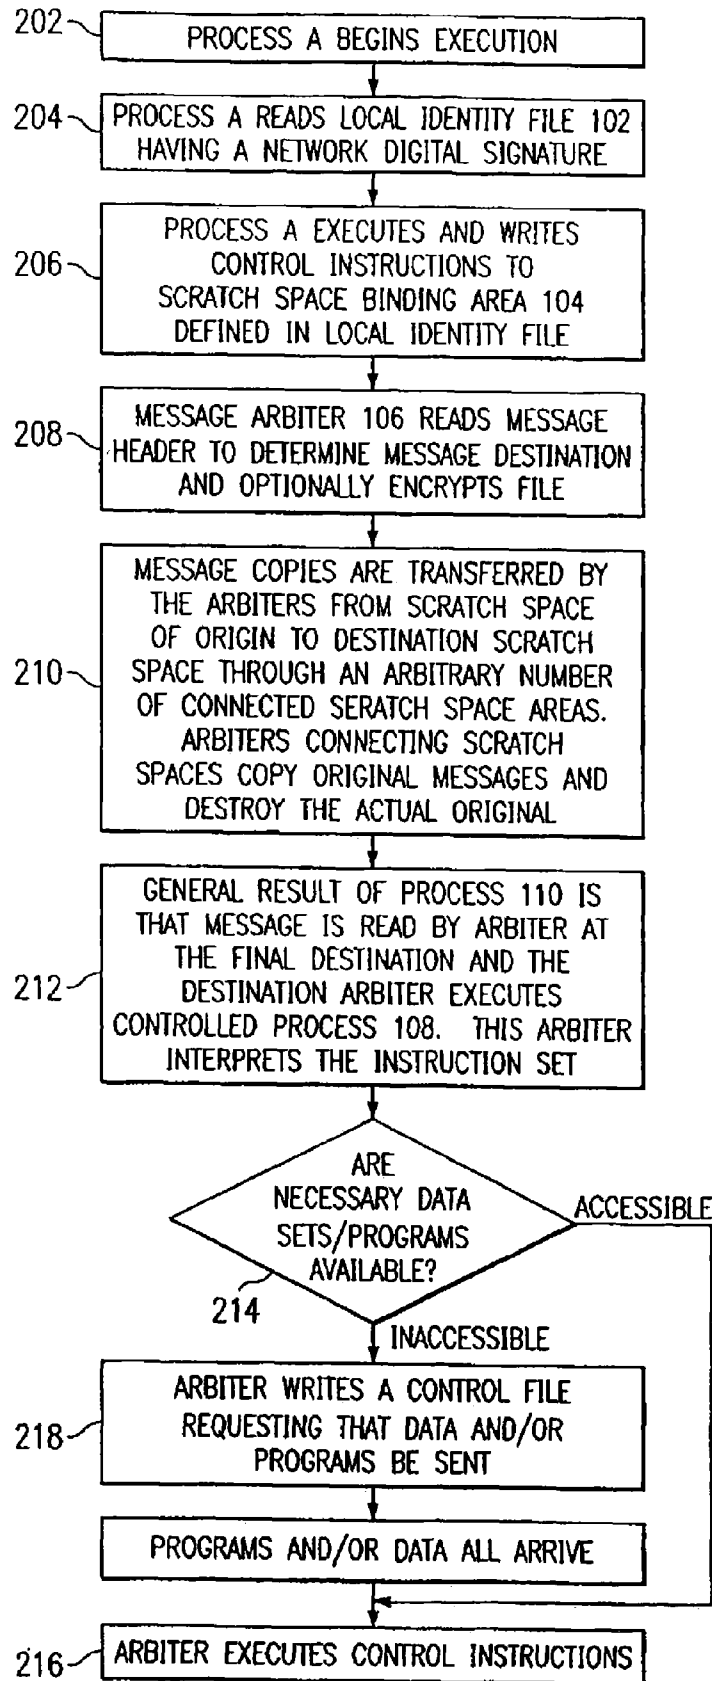 202
PROCESS A BEGINS EXECUTION
204
PROCESS A READS LOCAL IDENTITY FILE 102
HAVING A NETWORK DIGITAL SIGNATURE
206
PROCESS A EXECUTES AND WRITES
CONTROL INSTRUCTIONS TO
SCRATCH SPACE BINDING AREA 104
DEFINED IN LOCAL IDENTITY FILE
208
MESSAGE ARBITER 106 READS MESSAGE
HEADER TO DETERMINE MESSAGE DESTINATION
AND OPTIONALLY ENCRYPTS FILE
210
MESSAGE COPIES ARE TRANSFERRED BY
THE ARBITERS FROM SCRATCH SPACE
OF ORIGIN TO DESTINATION SCRATCH
SPACE THROUGH AN ARBITRARY NUMBER
OF CONNECTED SERATCH SPACE AREAS.
ARBITERS CONNECTING SCRATCH
SPACES COPY ORIGINAL MESSAGES AND
DESTROY THE ACTUAL ORIGINAL
212
GENERAL RESULT OF PROCESS 110 IS
THAT MESSAGE IS READ BY ARBITER AT
THE FINAL DESTINATION AND THE
DESTINATION ARBITER EXECUTES
CONTROLLED PROCESS 108. THIS ARBITER
INTERPRETS THE INSTRUCTION SET
ARE
NECESSARY DATA
SETS/PROGRAMS
AVAILABLE?
214
ACCESSIBLE
INACCESSIBLE
218
ARBITER WRITES A CONTROL FILE
REQUESTING THAT DATA AND/OR
PROGRAMS BE SENT
PROGRAMS AND/OR DATA ALL ARRIVE
216
ARBITER EXECUTES CONTROL INSTRUCTIONS